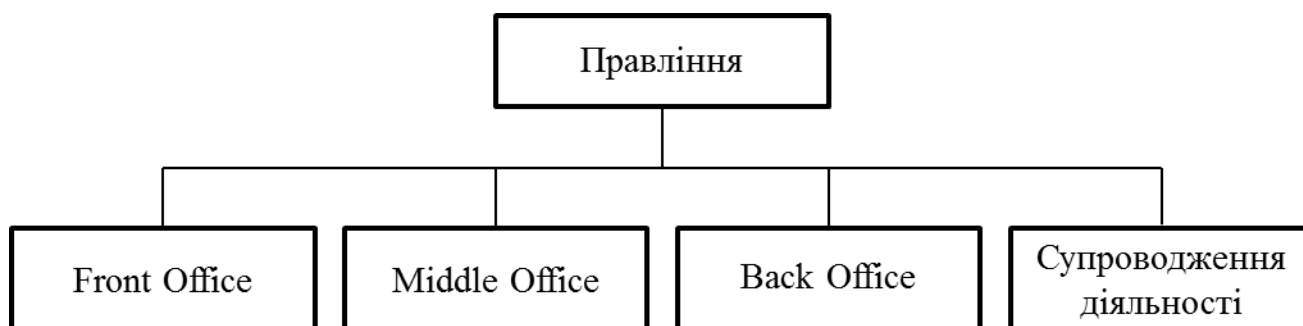 Правління
Front Office
Middle Office
Back Office
Супроводження
діяльності